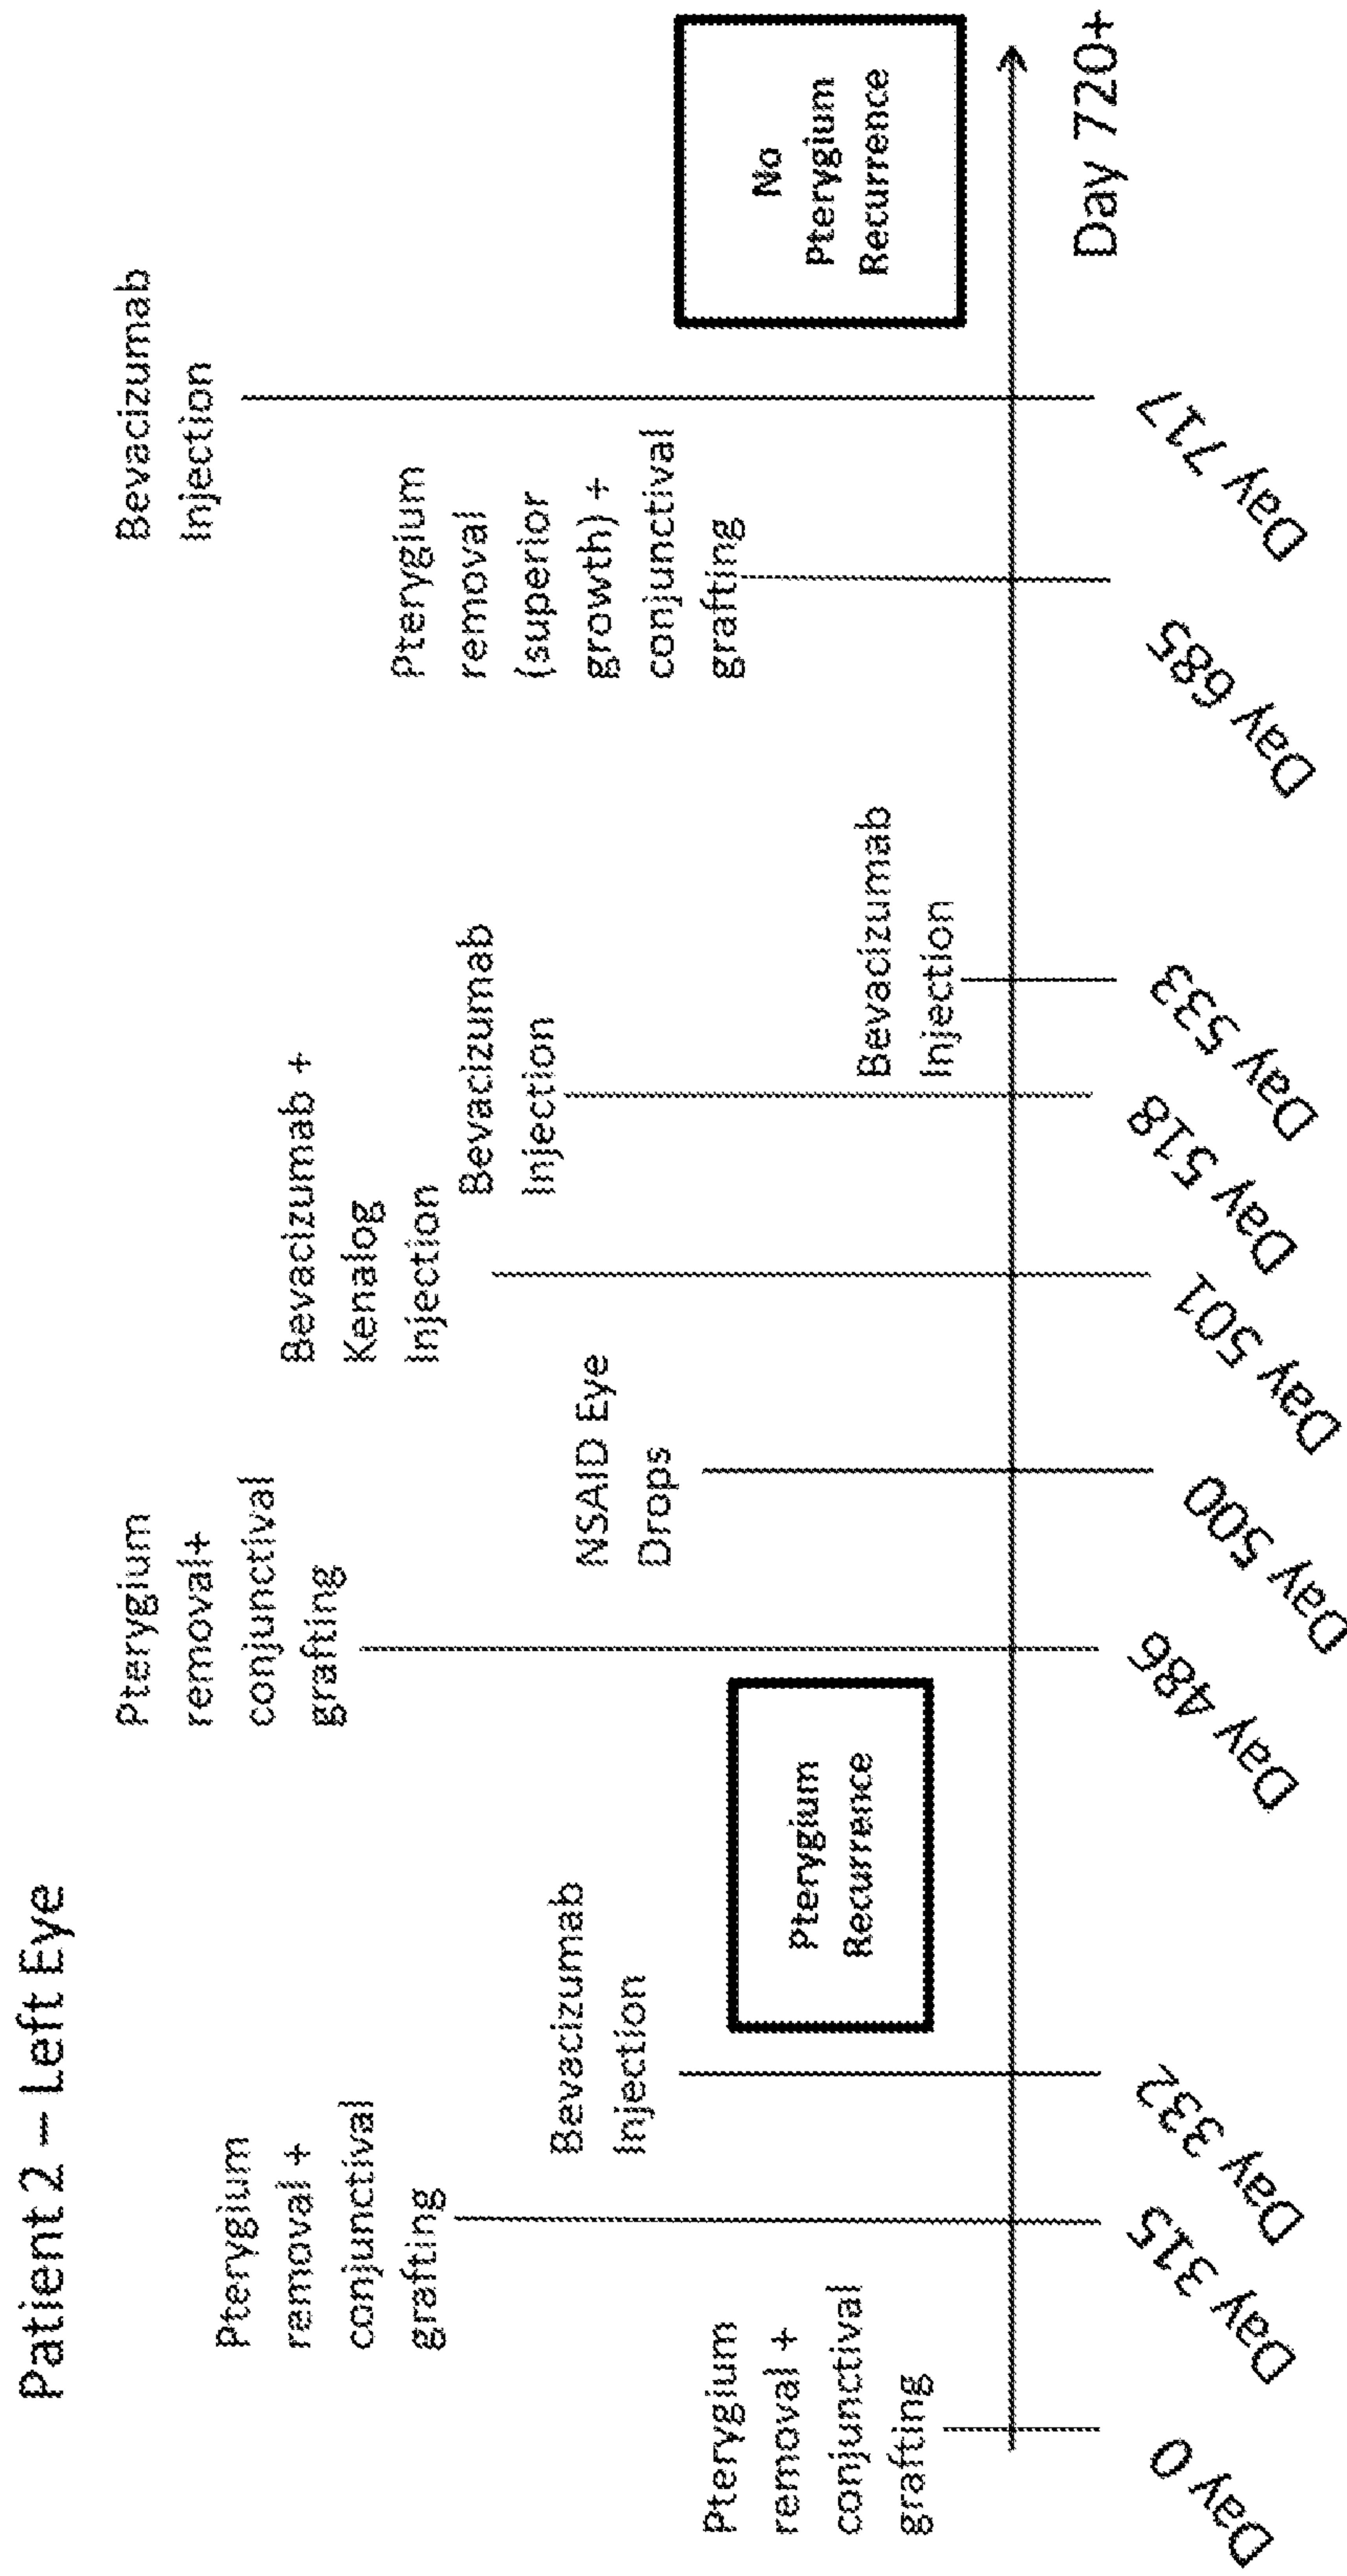 Patient 2 – Left Eye
Pterygium
removal +
conjunctival
grafting
Day 0
Pterygium
removal +
conjunctival
grafting
Day 315
Bevacizumab
Injection
Day 332
Pterygium
Recurrence
Pterygium
removal+
conjunctival
grafting
Day 486
NSAID Eye
Drops
Day 500
Bevacizumab +
Kenalog
Injection
Day 501
Bevacizumab
Injection
Day 518
Bevacizumab
Injection
Day 533
Pterygium
removal
(superior
growth) +
conjunctival
grafting
Day 685
Bevacizumab
Injection
Day 717
No
Pterygium
Recurrence
Day 720+